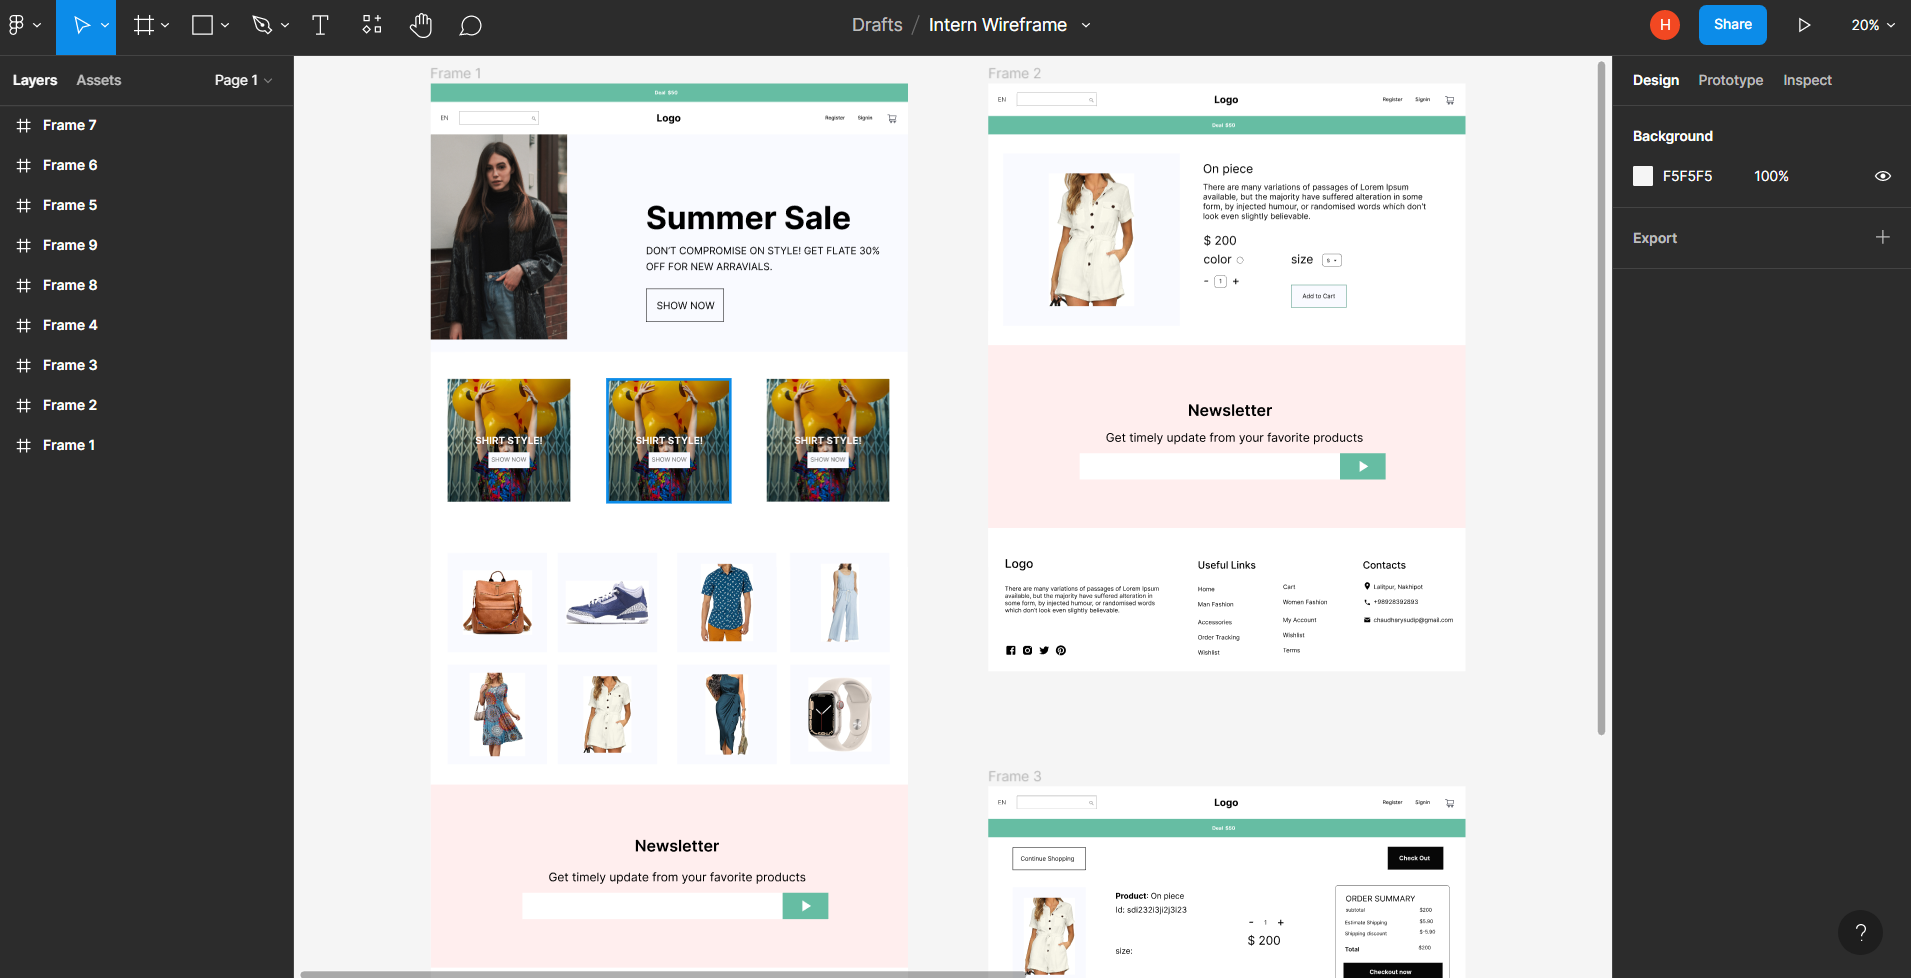 Drafts / Intern Wireframe
H
Share
20%
Layers Assets Page 1
Frame 7
Frame 6
Frame 5
Frame 9
Frame 8
Frame 4
Frame 3
Frame 2
Frame 1
Frame 1
Deal $50
EN Logo Register Signin
Summer Sale
DON'T COMPROMISE ON STYLE! GET FLATE 30%
OFF FOR NEW ARRAVIALS.
SHOW NOW
SHIRT STYLE! SHIRT STYLE! SHIRT STYLE!
SHOW NOW SHOW NOW SHOW NOW
Newsletter
Get timely update from your favorite products
Frame 2
EN Logo Register Signin
Deal $50
On piece
There are many variations of passages of Lorem Ipsum
available, but the majority have suffered alteration in some
form, by injected humour, or randomised words which don't
look even slightly believable.
$ 200
color size S
- 1 +
Add to Cart
Newsletter
Get timely update from your favorite products
Logo
There are many variations of passages of Lorem Ipsum
available, but the majority have suffered alteration in
some form, by injected humour, or randomised words
which don't look even slightly believable.
Useful Links
Home Cart
Man Fashion Women Fashion
Accessories My Account
Order Tracking Wishlist
Wishlist Terms
Contacts
Lalitpur, Nakhipot
+98928392893
chaudharysudip@gmail.com
Frame 3
EN Logo Register Signin
Deal $50
Continue Shopping Check Out
Product: On piece
Id: sdi232i3ji2j3i23
size:
- 1 +
$ 200
ORDER SUMMARY
subtotal $200
Estimate Shipping $5.90
Shipping discount $-5.90
Total $200
Checkout now
Design Prototype Inspect
Background
F5F5F5 100%
Export
?